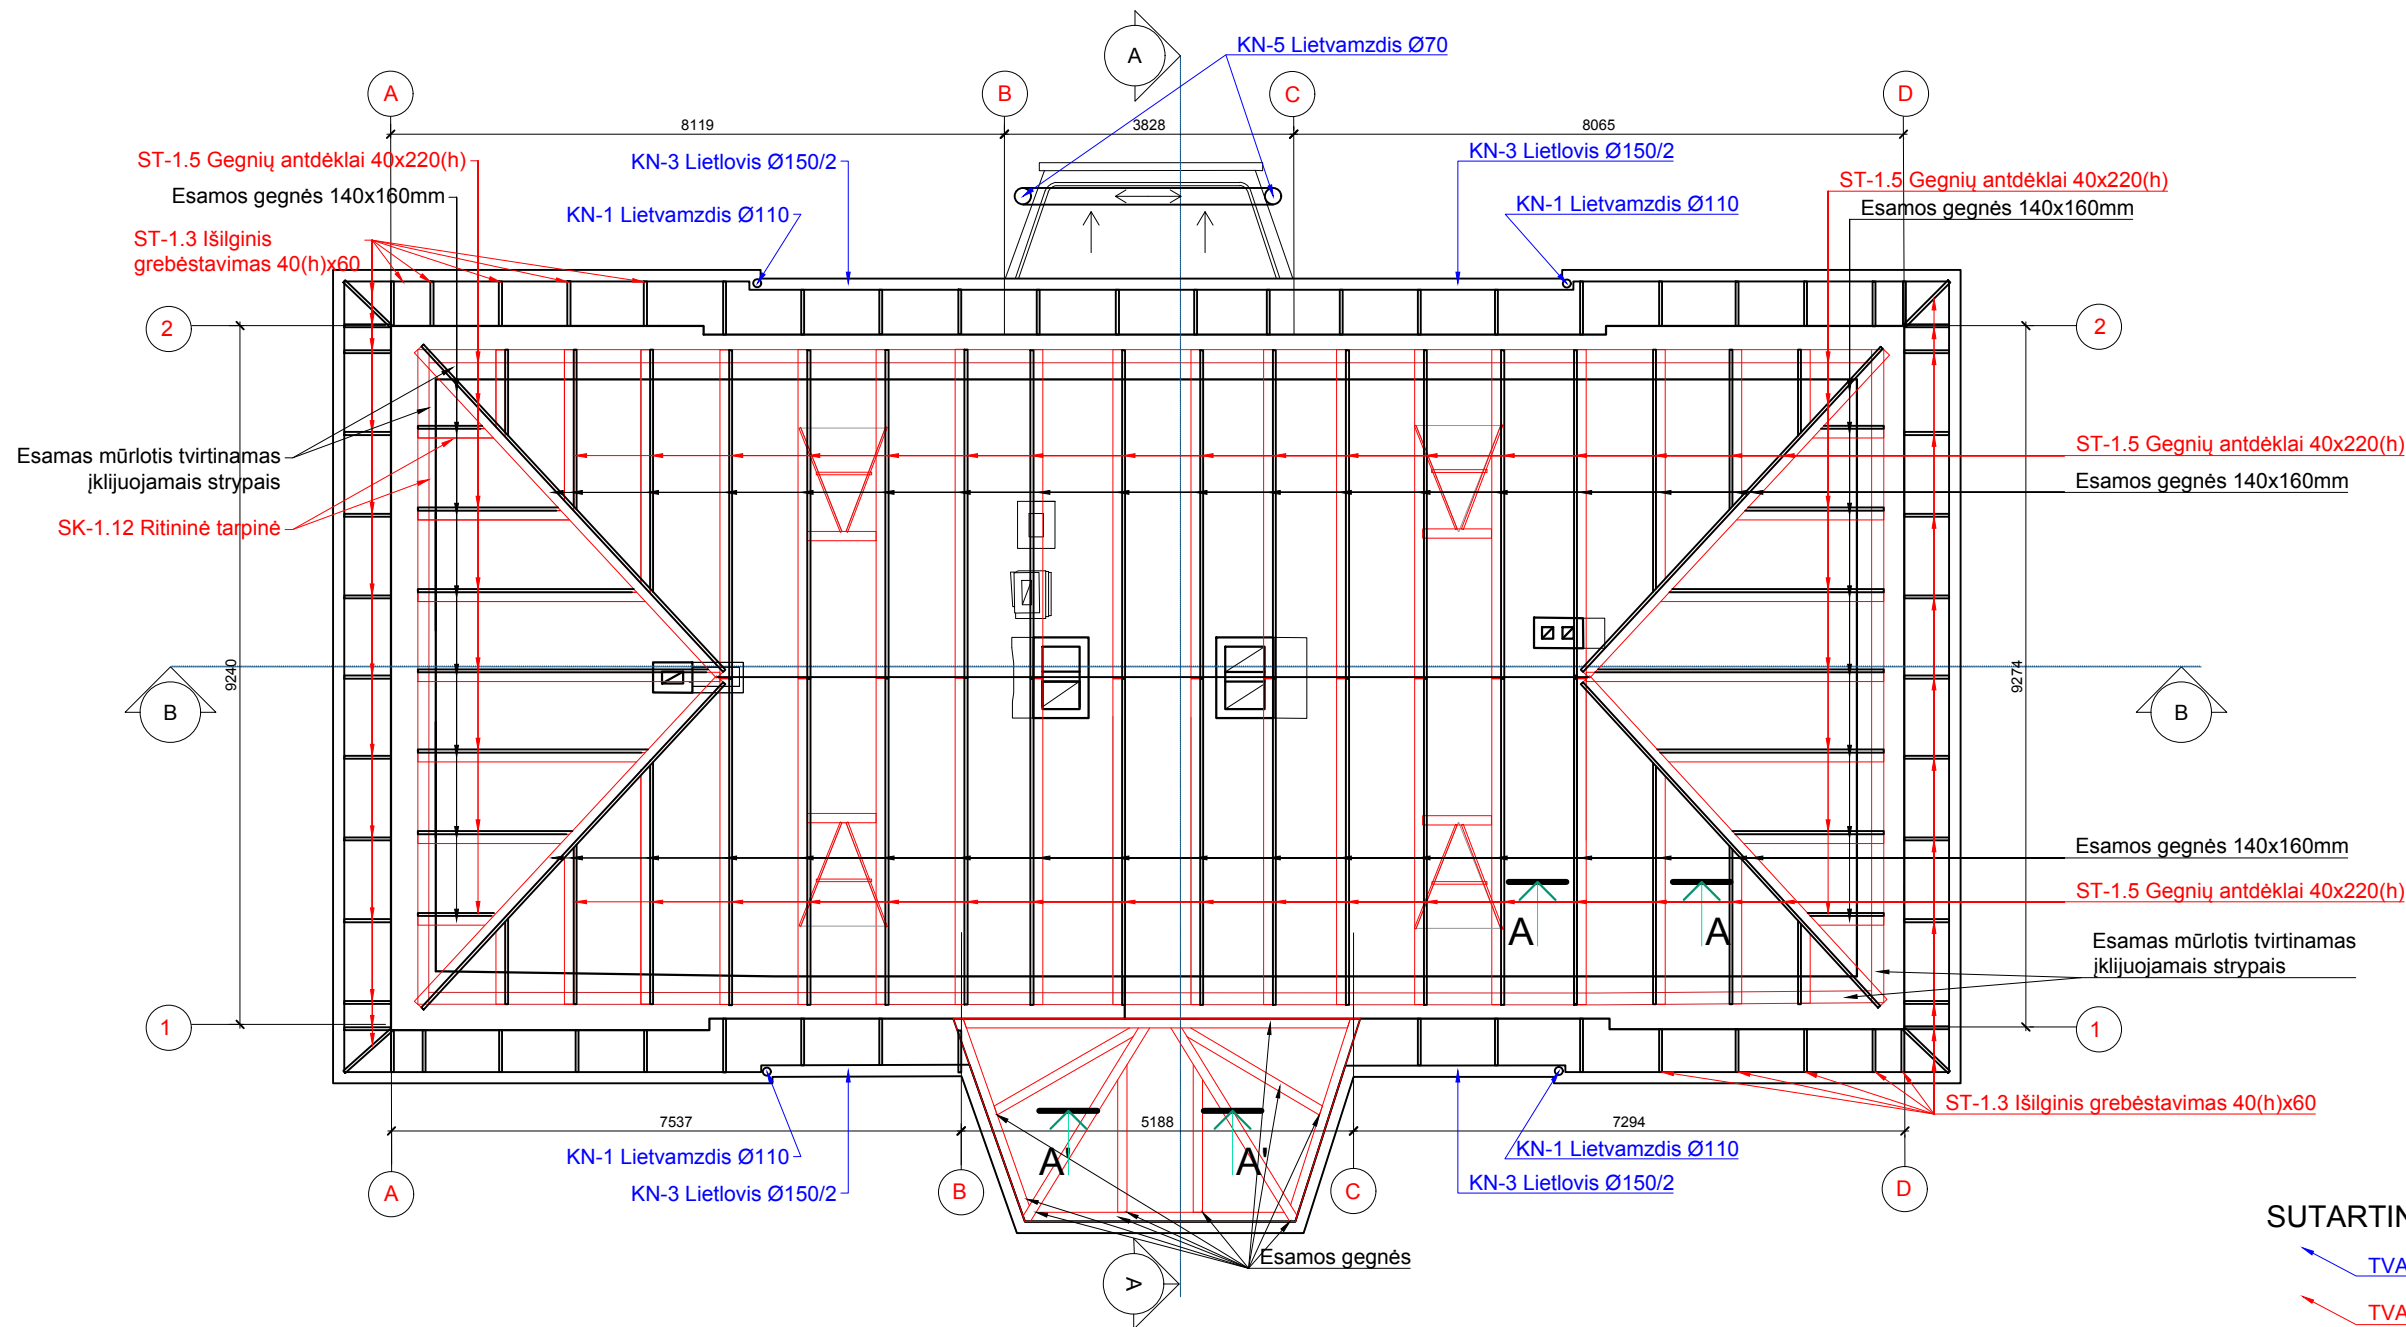 A
KN-5 Lietvamzdis Ø70
A
B
C
D
8119
3828
8065
ST-1.5 Gegnių antdėklai 40x220(h)
KN-3 Lietlovis Ø150/2
KN-3 Lietlovis Ø150/2
ST-1.5 Gegnių antdėklai 40x220(h)
Esamos gegnės 140x160mm
KN-1 Lietvamzdis Ø110
KN-1 Lietvamzdis Ø110
Esamos gegnės 140x160mm
ST-1.3 Išilginis
grebėstavimas 40(h)x60
2
2
Esamas mūrlotis tvirtinamas
įklijuojamais strypais
SK-1.12 Ritininė tarpinė
ST-1.5 Gegnių antdėklai 40x220(h)
Esamos gegnės 140x160mm
9240
9274
B
B
Esamos gegnės 140x160mm
ST-1.5 Gegnių antdėklai 40x220(h)
A
A
Esamas mūrlotis tvirtinamas
įklijuojamais strypais
1
1
ST-1.3 Išilginis grebėstavimas 40(h)x60
7537
5188
7294
KN-1 Lietvamzdis Ø110
A'
A'
KN-1 Lietvamzdis Ø110
KN-3 Lietlovis Ø150/2
KN-3 Lietlovis Ø150/2
A
B
C
D
SUTARTIN
Esamos gegnės
TVA
A
TVA